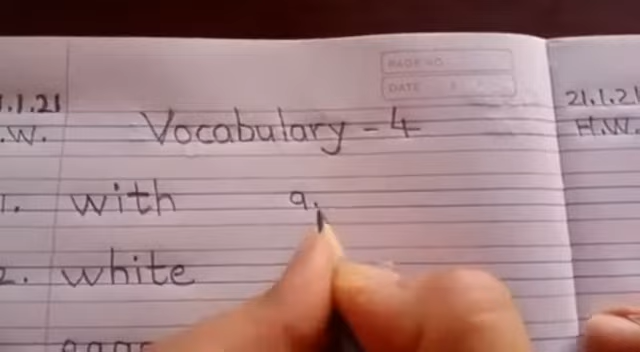 PAGE NO.
DATE
1.1.21
.W.
Vocabulary - 4
21.1.21
H.W.
1. with
9.
2. white